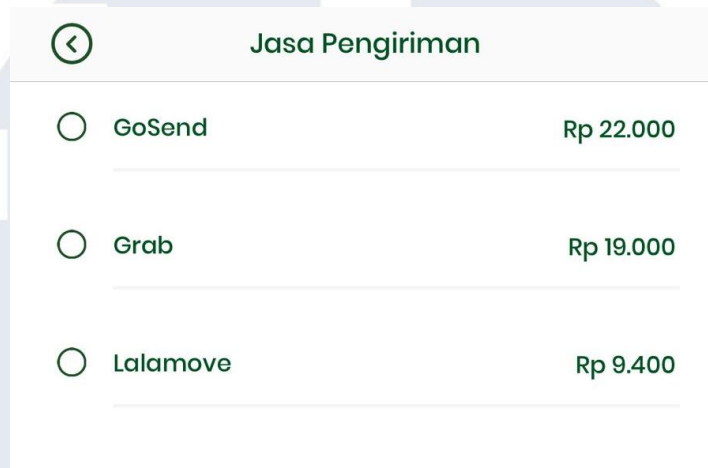 Jasa Pengiriman
GoSend Rp 22.000
Grab Rp 19.000
Lalamove Rp 9.400